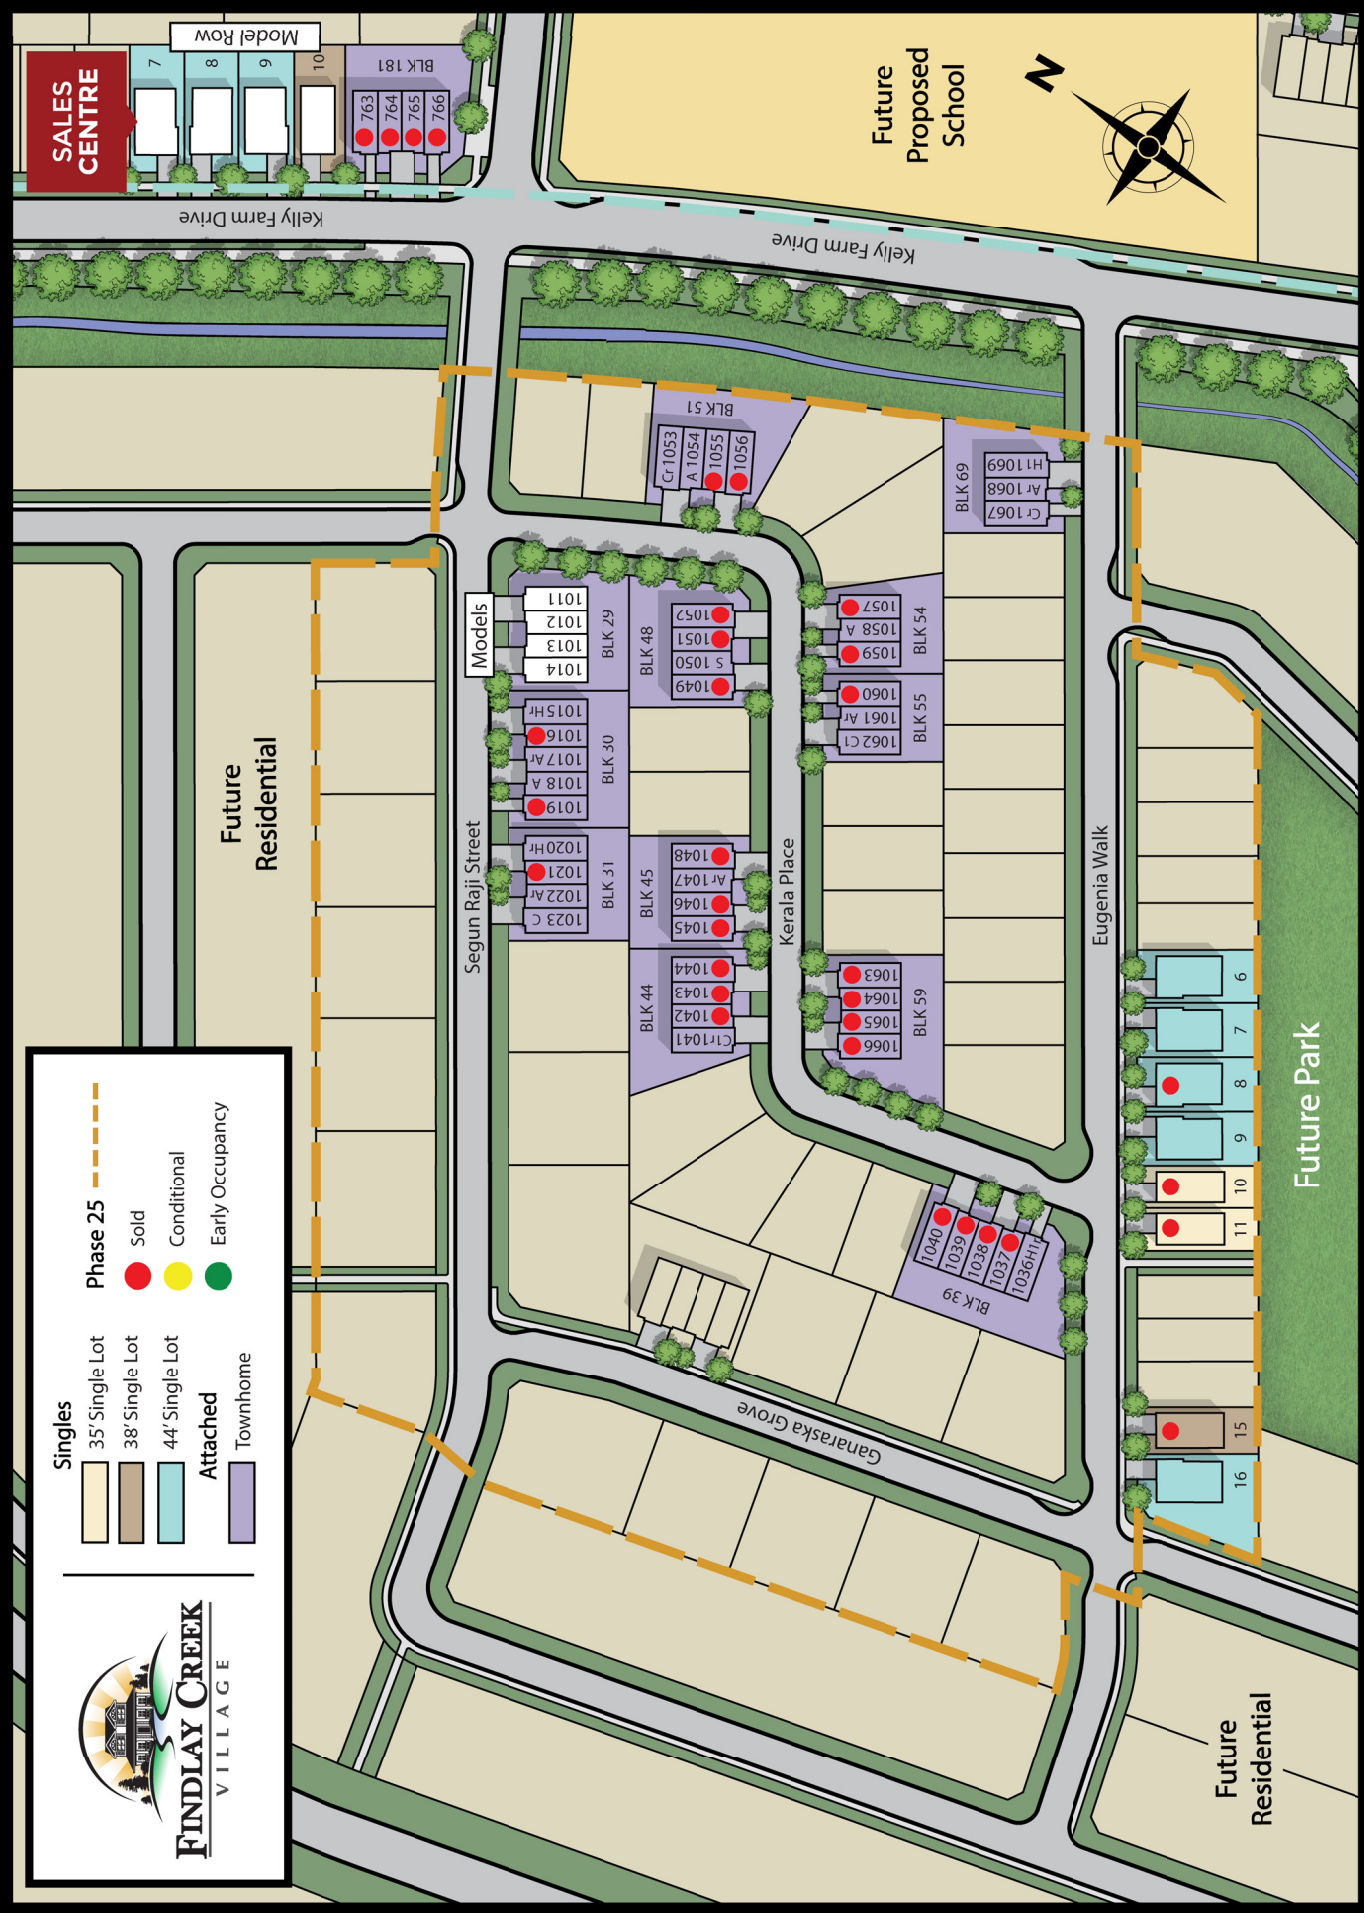 SALES
CENTRE
Model Row
7
8
9
10
BLK 181
763
764
765
766
Kelly Farm Drive
Kelly Farm Drive
Future
Proposed
School
N
BLK 51
Cr 1053
A 1054
1055
1056
BLK 69
H1 1069
Ar 1068
Cr 1067
Models
1011
1012
1013
1014
BLK 29
1015 Hr
1016
1017 Ar
1018 A
1019
BLK 30
1020 Hr
1021
1022 Ar
1023 C
BLK 31
BLK 48
1052
1051
S 1050
1049
BLK 45
1048
Ar 1047
1046
1045
BLK 44
1044
1043
1042
C1r 1041
1057
1058 A
1059
BLK 54
1060
1061 Ar
1062 C1
BLK 55
1063
1064
1065
1066
BLK 59
1040
1039
1038
1037
1036 H1r
BLK 39
Segun Raji Street
Kerala Place
Eugenia Walk
Ganaraska Grove
Future
Residential
6
7
8
9
10
11
15
16
Future Park
Future
Residential
Phase 25
Sold
Conditional
Early Occupancy
Singles
35' Single Lot
38' Single Lot
44' Single Lot
Attached
Townhome
FINDLAY CREEK
VILLAGE